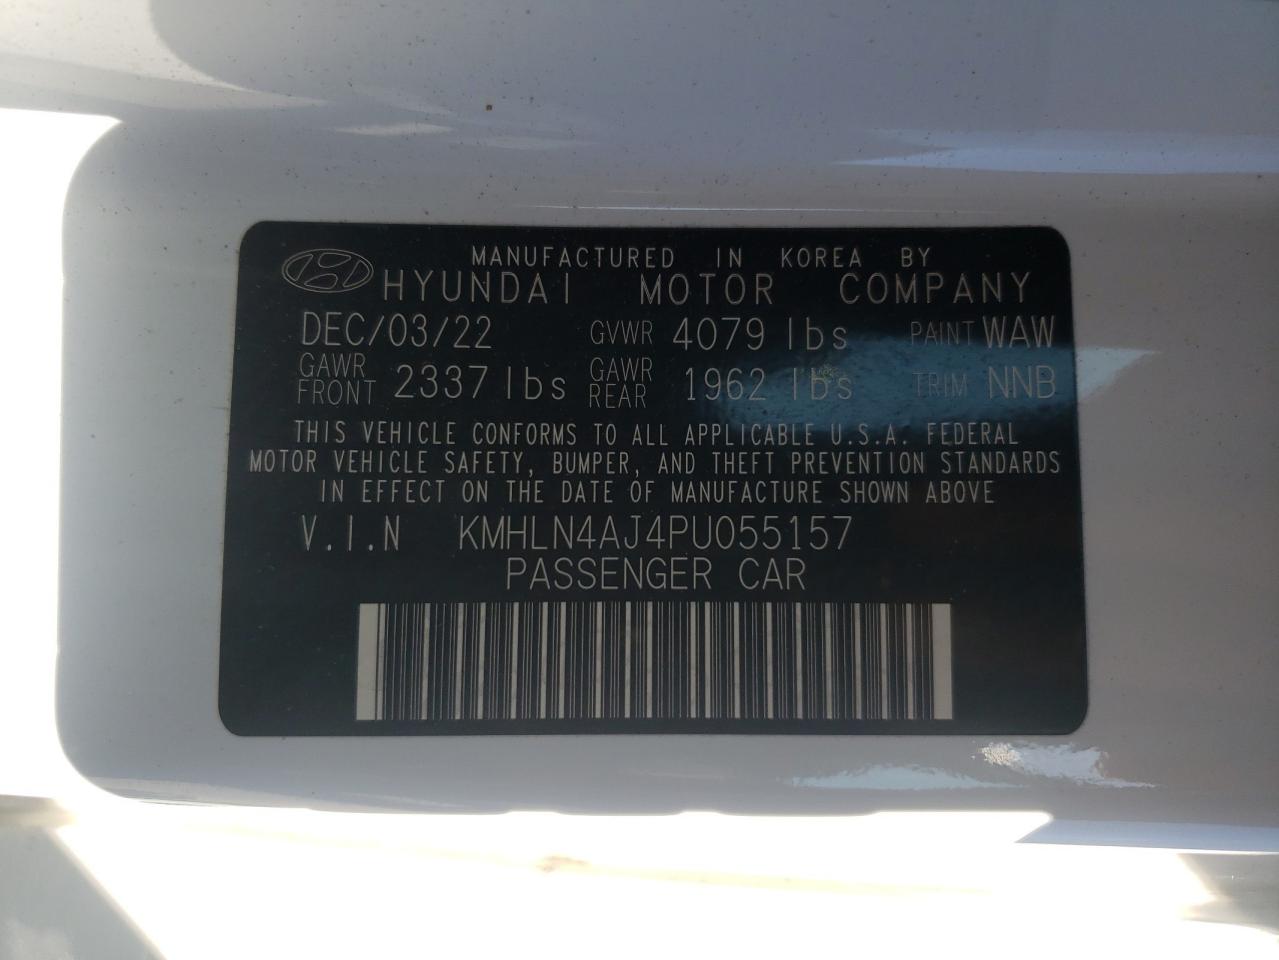 MANUFACTURED IN KOREA BY
HYUNDAI MOTOR COMPANY
DEC/03/22 GVWR 4079 lbs PAINT WAW
GAWR FRONT 2337 lbs GAWR REAR 1962 lbs TRIM NNB
THIS VEHICLE CONFORMS TO ALL APPLICABLE U.S.A. FEDERAL
MOTOR VEHICLE SAFETY, BUMPER, AND THEFT PREVENTION STANDARDS
IN EFFECT ON THE DATE OF MANUFACTURE SHOWN ABOVE
V.I.N KMHLN4AJ4PU055157
PASSENGER CAR